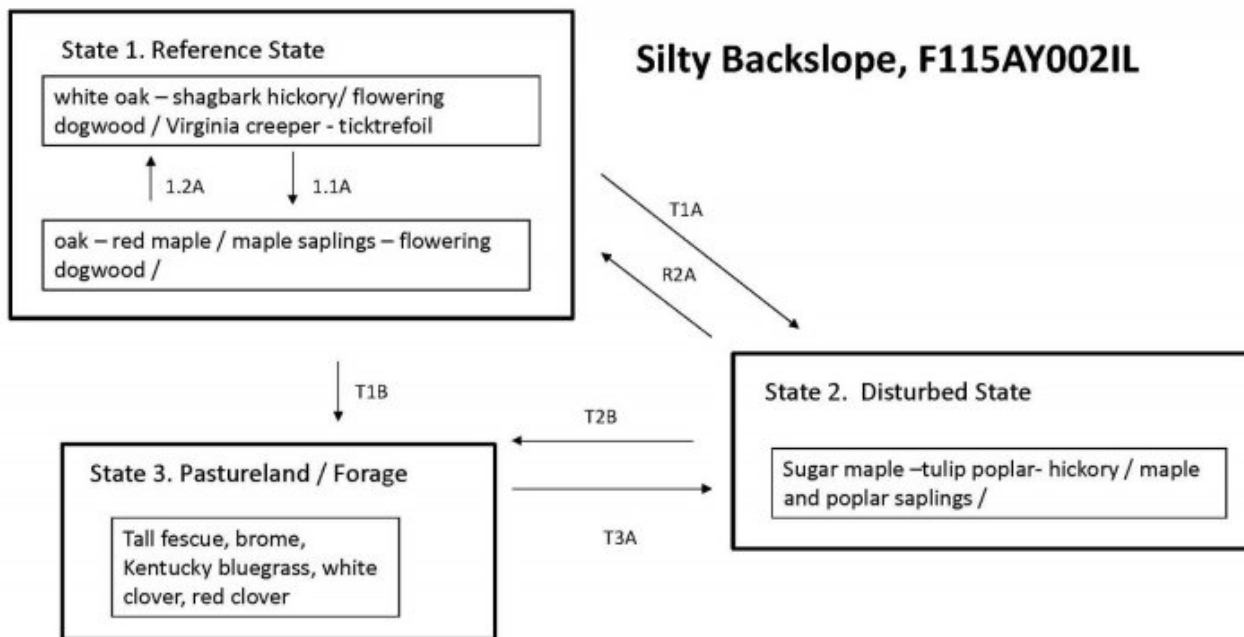 State 1. Reference State
Silty Backslope, F115AY002IL
white oak – shagbark hickory/ flowering
dogwood / Virginia creeper - ticktrefoil
1.2A
1.1A
T1A
oak – red maple / maple saplings – flowering
dogwood /
R2A
T1B
State 2.  Disturbed State
T2B
State 3. Pastureland / Forage
Sugar maple –tulip poplar- hickory / maple
and poplar saplings /
T3A
Tall fescue, brome,
Kentucky bluegrass, white
clover, red clover